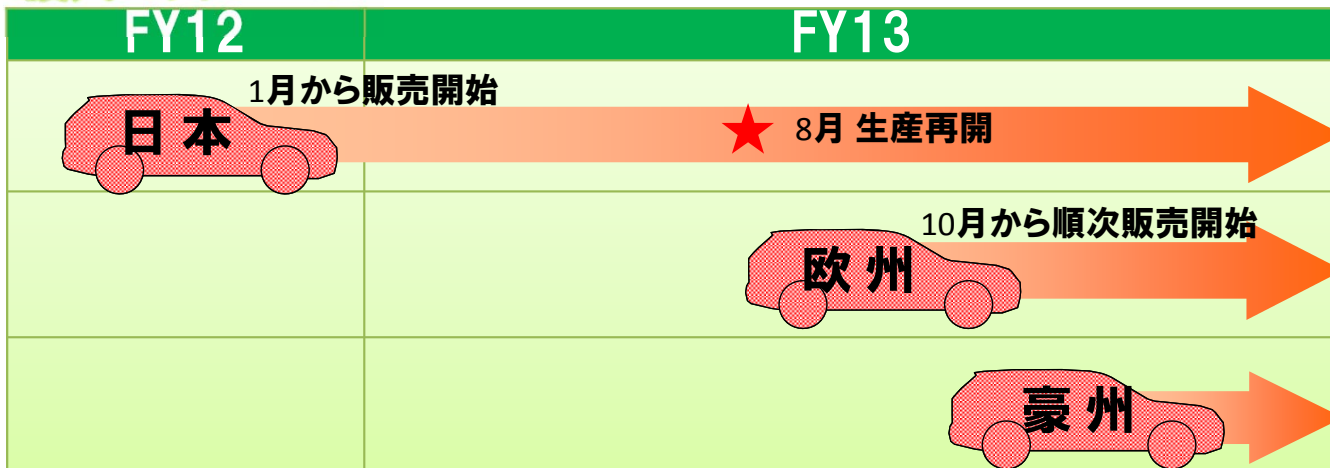 FY12 FY13
1月から販売開始
日本
8月 生産再開
10月から順次販売開始
欧州
豪州